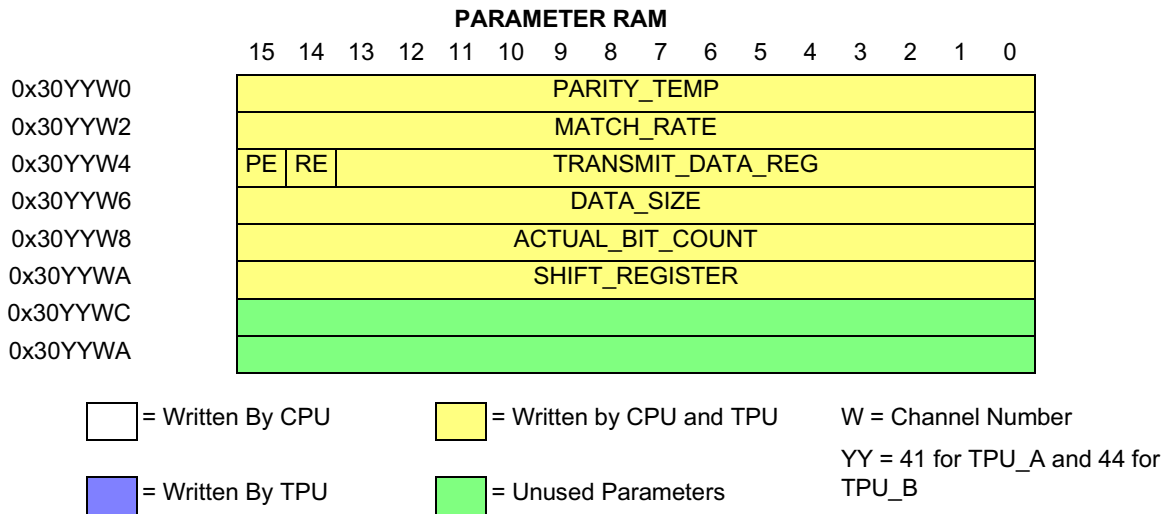 PARAMETER RAM
15 14 13 12 11 10 9 8 7 6 5 4 3 2 1 0
0x30YYW0 PARITY_TEMP
0x30YYW2 MATCH_RATE
0x30YYW4 PE RE TRANSMIT_DATA_REG
0x30YYW6 DATA_SIZE
0x30YYW8 ACTUAL_BIT_COUNT
0x30YYWA SHIFT_REGISTER
0x30YYWC
0x30YYWA
= Written By CPU = Written by CPU and TPU W = Channel Number
= Written By TPU = Unused Parameters YY = 41 for TPU_A and 44 for
TPU_B